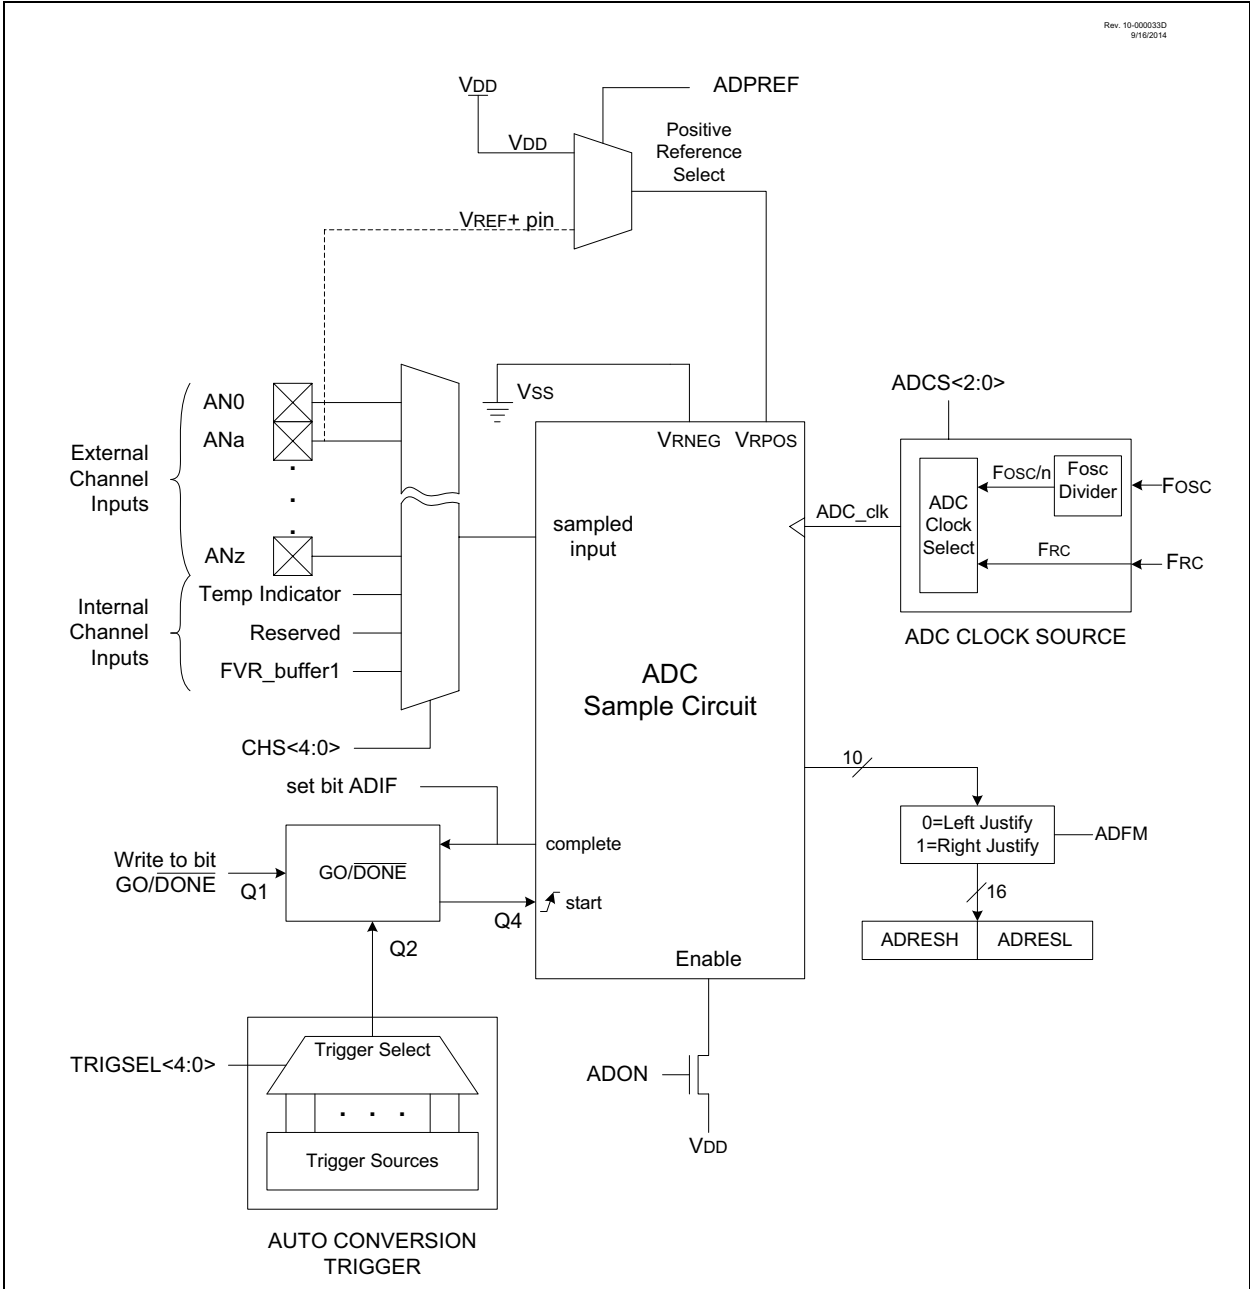 Rev. 10-000033D
9/16/2014
VDD
ADPREF
VDD
Positive
Reference
Select
VREF+ pin
VSS
ADCS<2:0>
AN0
ANa
External
Channel
Inputs
VRNEG
VRPOS
FOSC/n
Fosc
Divider
FOSC
ADC
Clock
Select
ADC_clk
sampled
input
FRC
FRC
ANz
Temp Indicator
Internal
Channel
Inputs
Reserved
FVR_buffer1
ADC CLOCK SOURCE
ADC
Sample Circuit
CHS<4:0>
10
set bit ADIF
0=Left Justify
1=Right Justify
ADFM
complete
Write to bit
GO/DONE
Q1
GO/DONE
16
start
Q4
Q2
ADRESH
ADRESL
Enable
TRIGSEL<4:0>
Trigger Select
ADON
. . .
VDD
Trigger Sources
AUTO CONVERSION
TRIGGER